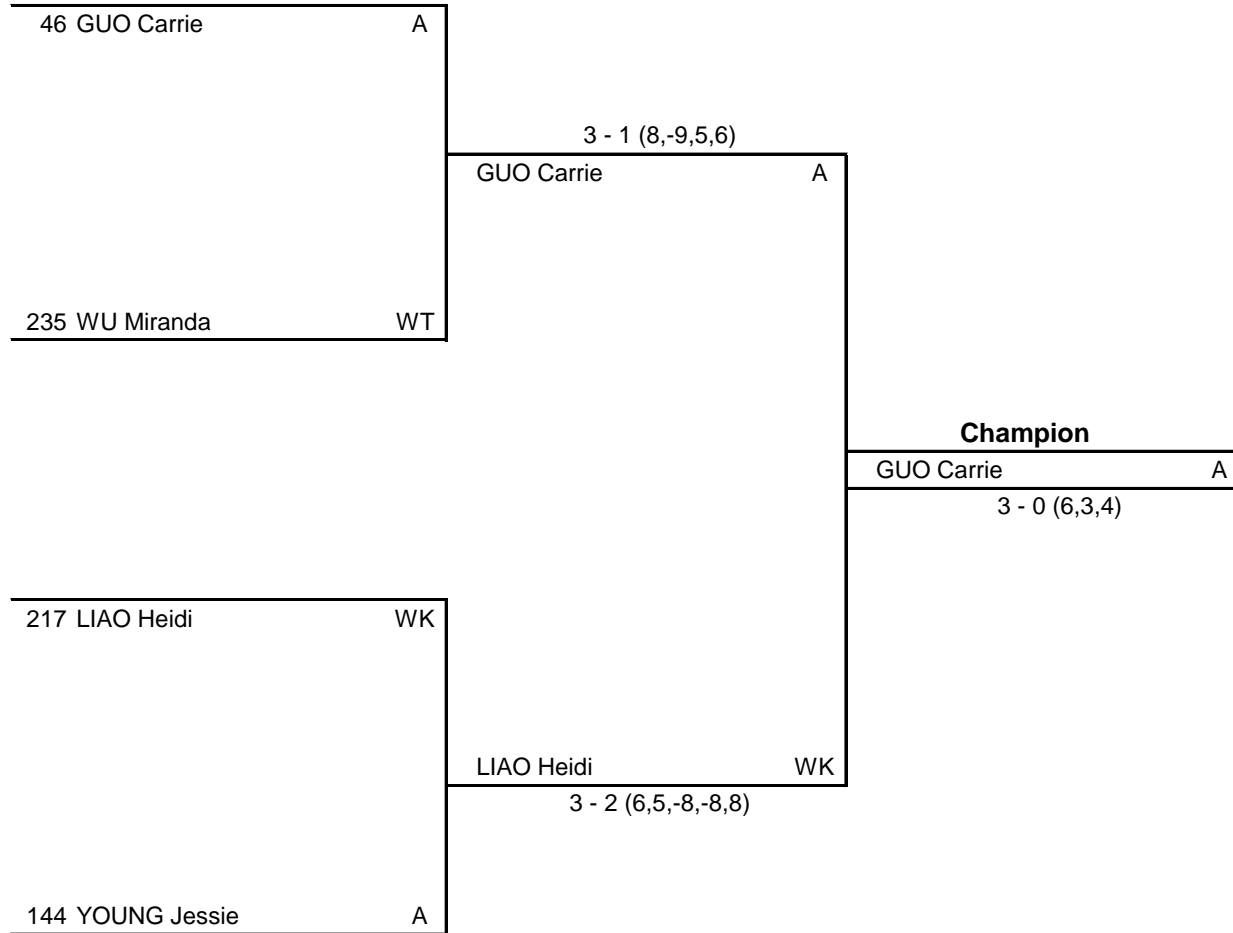 46 GUO Carrie A
3 - 1 (8,-9,5,6)
GUO Carrie A
235 WU Miranda WT
Champion
GUO Carrie A
3 - 0 (6,3,4)
217 LIAO Heidi WK
LIAO Heidi WK
3 - 2 (6,5,-8,-8,8)
144 YOUNG Jessie A